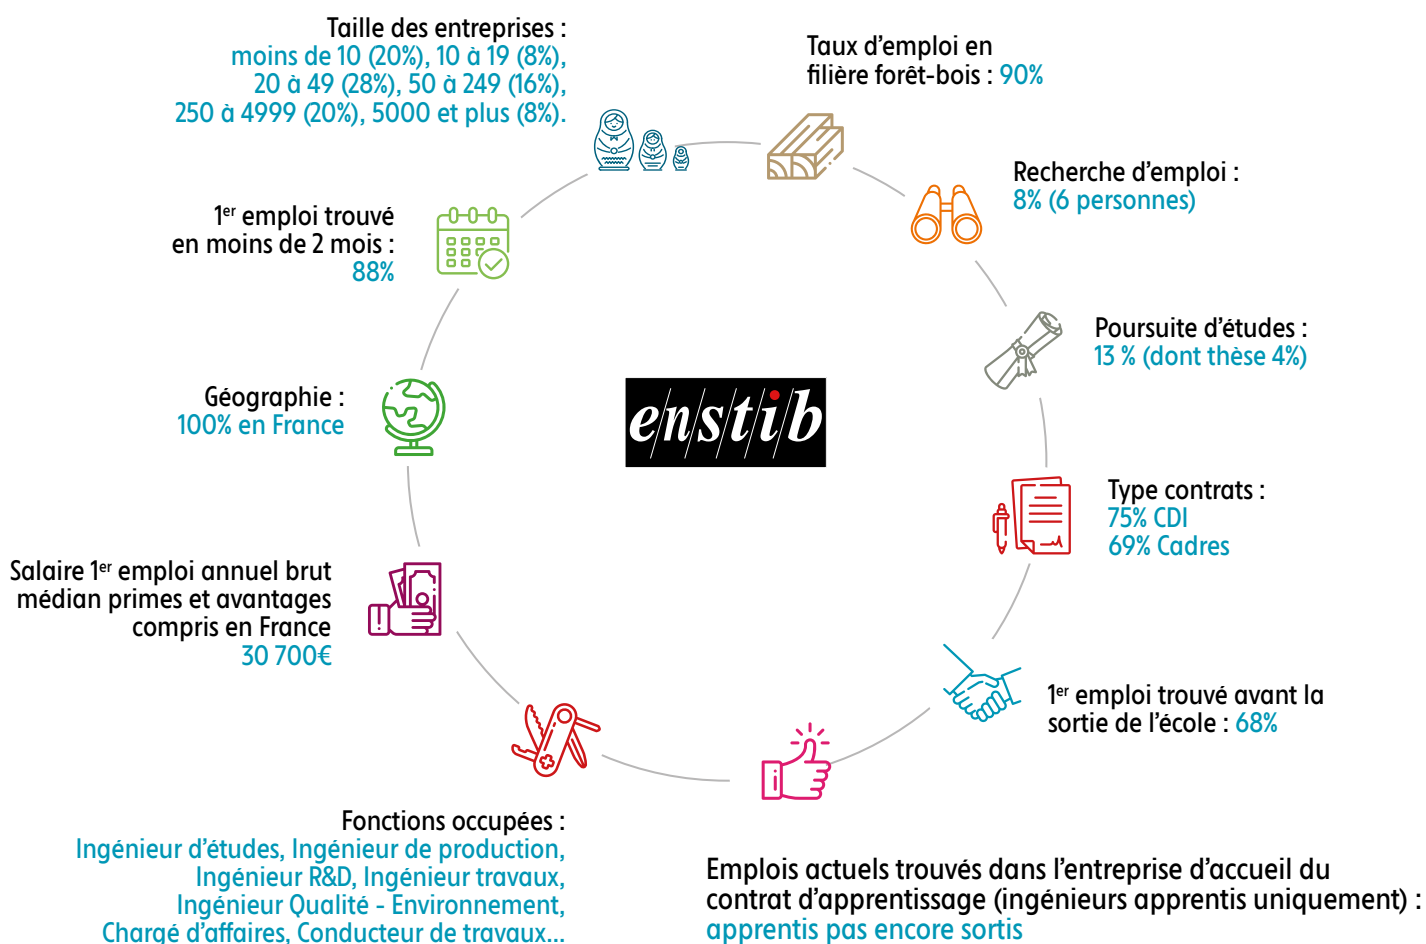 Taille des entreprises :
moins de 10 (20%), 10 à 19 (8%),
20 à 49 (28%), 50 à 249 (16%),
250 à 4999 (20%), 5000 et plus (8%).
Taux d’emploi en
filière forêt-bois : 90%
Recherche d’emploi :
8% (6 personnes)
1er emploi trouvé
en moins de 2 mois :
88%
Poursuite d’études :
13 % (dont thèse 4%)
Géographie :
100% en France
e/n/s/t/i/b
Type contrats :
75% CDI
69% Cadres
Salaire 1er emploi annuel brut
médian primes et avantages
compris en France
30 700€
1er emploi trouvé avant la
sortie de l’école : 68%
Fonctions occupées :
Ingénieur d’études, Ingénieur de production,
Ingénieur R&D, Ingénieur travaux,
Ingénieur Qualité - Environnement,
Chargé d’affaires, Conducteur de travaux...
Emplois actuels trouvés dans l’entreprise d’accueil du
contrat d’apprentissage (ingénieurs apprentis uniquement) :
apprentis pas encore sortis